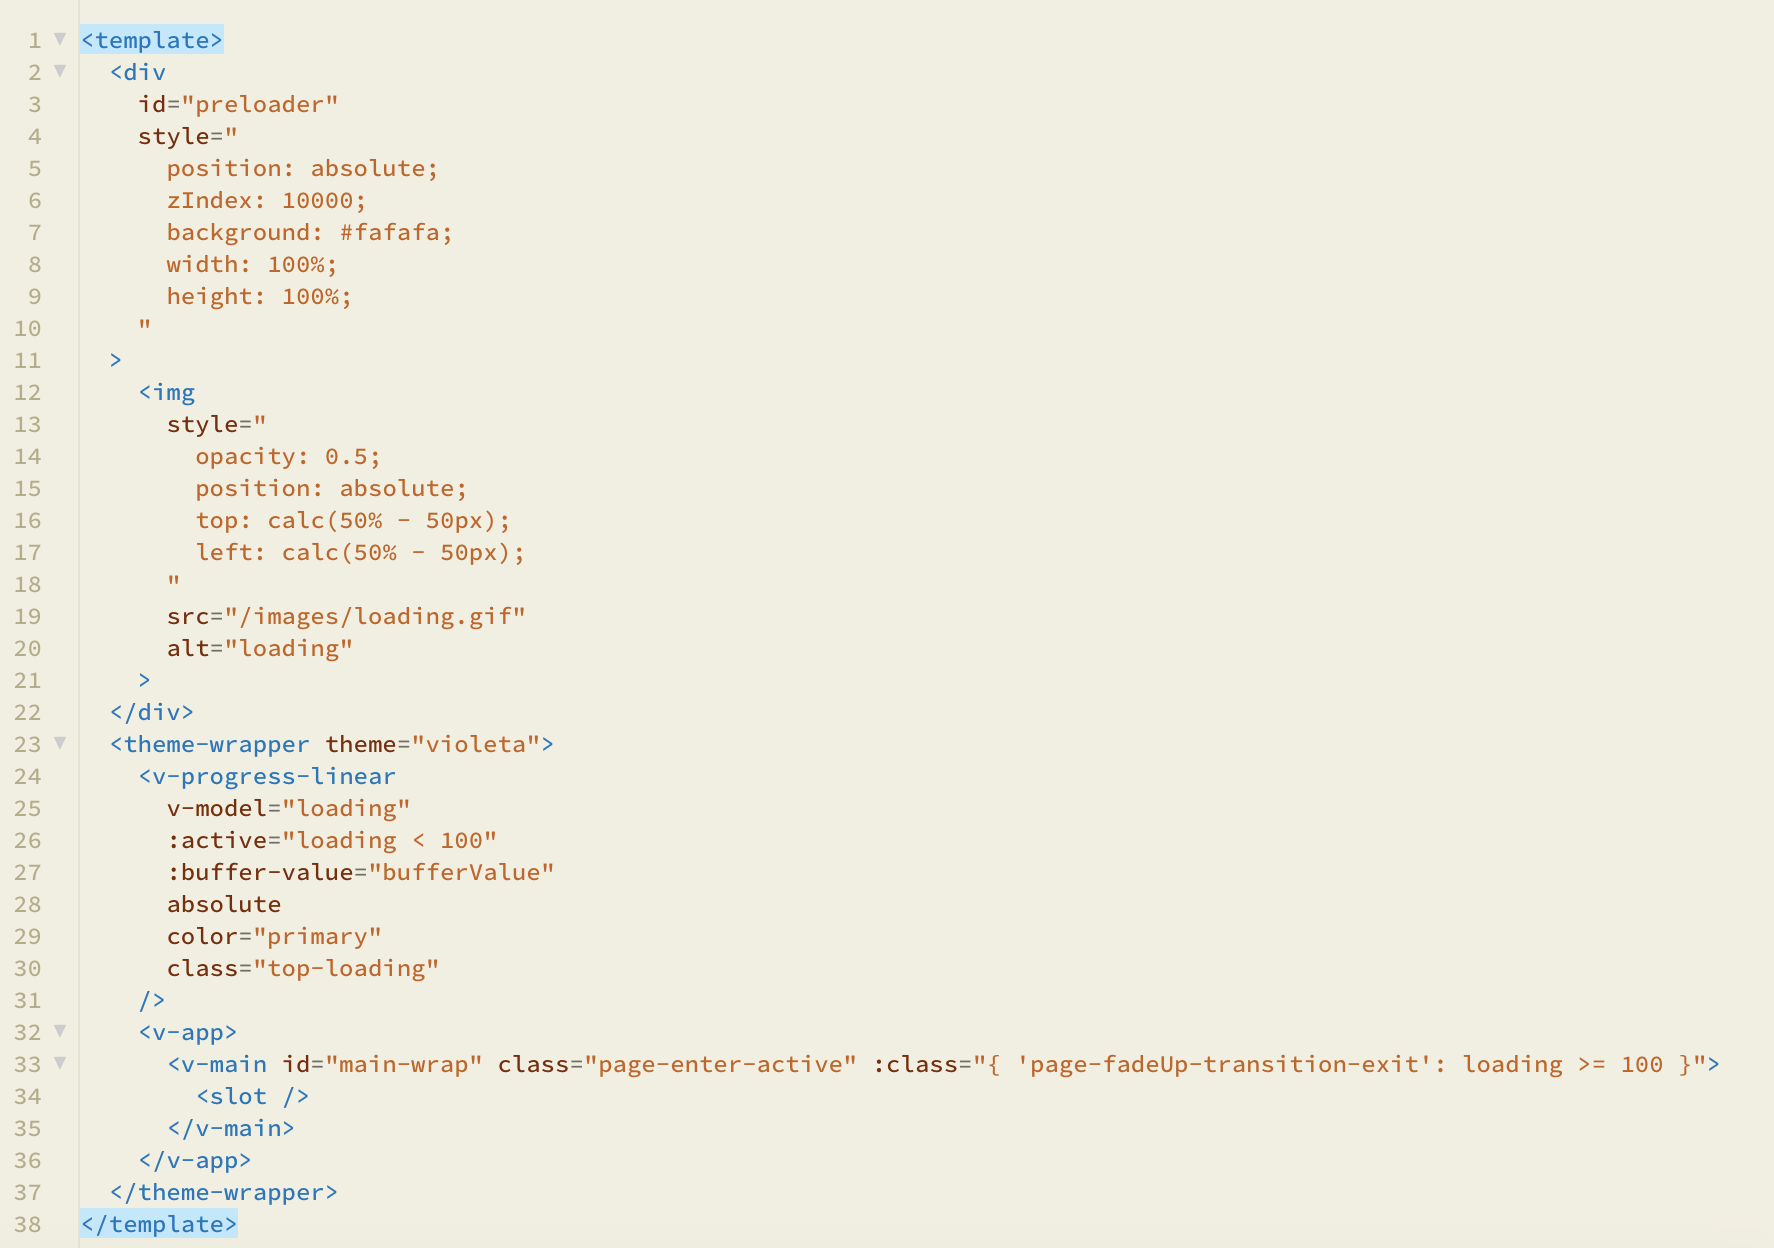 1 <template>
2 <div
3 id="preloader"
4 style="
5 position: absolute;
6 zIndex: 10000;
7 background: #fafafa;
8 width: 100%;
9 height: 100%;
10 "
11 >
12 <img
13 style="
14 opacity: 0.5;
15 position: absolute;
16 top: calc(50% - 50px);
17 left: calc(50% - 50px);
18 "
19 src="/images/loading.gif"
20 alt="loading"
21 >
22 </div>
23 <theme-wrapper theme="violeta">
24 <v-progress-linear
25 v-model="loading"
26 :active="loading < 100"
27 :buffer-value="bufferValue"
28 absolute
29 color="primary"
30 class="top-loading"
31 />
32 <v-app>
33 <v-main id="main-wrap" class="page-enter-active" :class="{ 'page-fadeUp-transition-exit': loading >= 100 }">
34 <slot />
35 </v-main>
36 </v-app>
37 </theme-wrapper>
38 </template>